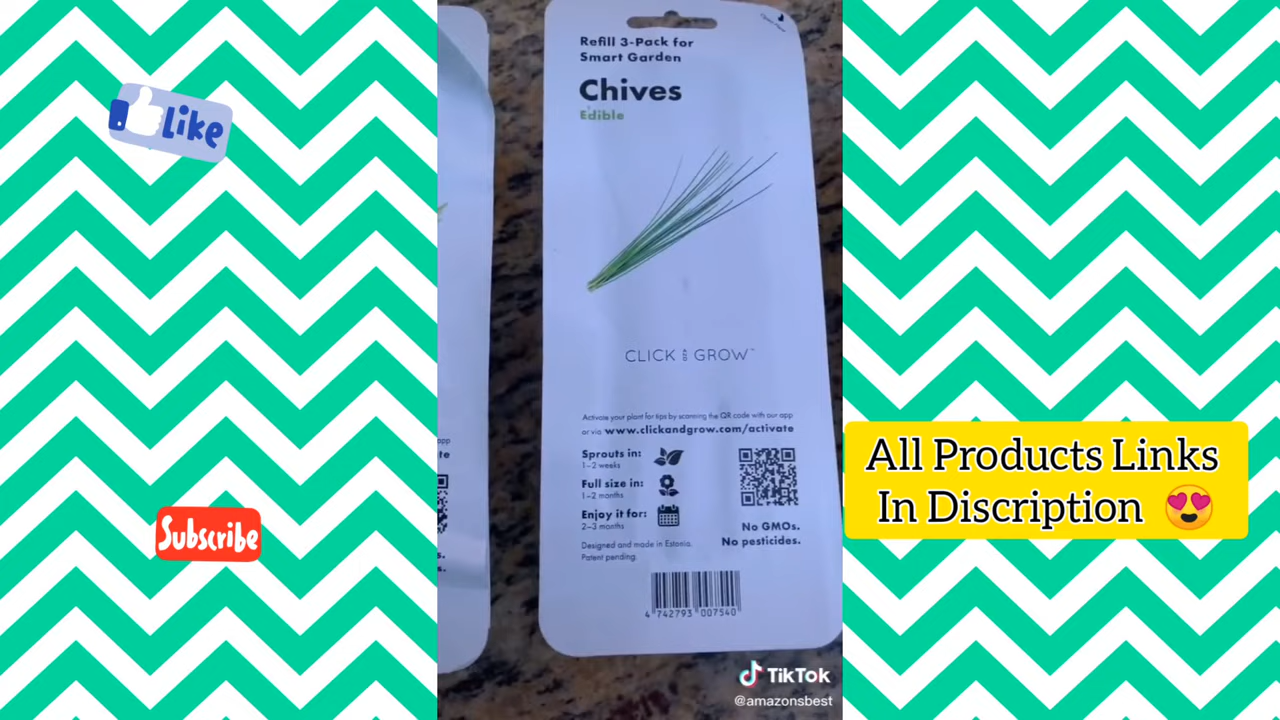 Like
Subscribe
Refill 3-Pack for
Smart Garden
Chives
Edible
CLICK AND GROW™
Activate your plant for tips by scanning the QR code with our app
or via www.clickandgrow.com/activate
Sprouts in:
1–2 weeks
Full size in:
1–2 months
Enjoy it for:
2–3 months
Designed and made in Estonia.
Patent pending.
No GMOs.
No pesticides.
4 742793 007540
app
te
s.
s.
TikTok
@amazonsbest
All Products Links
In Discription 😍